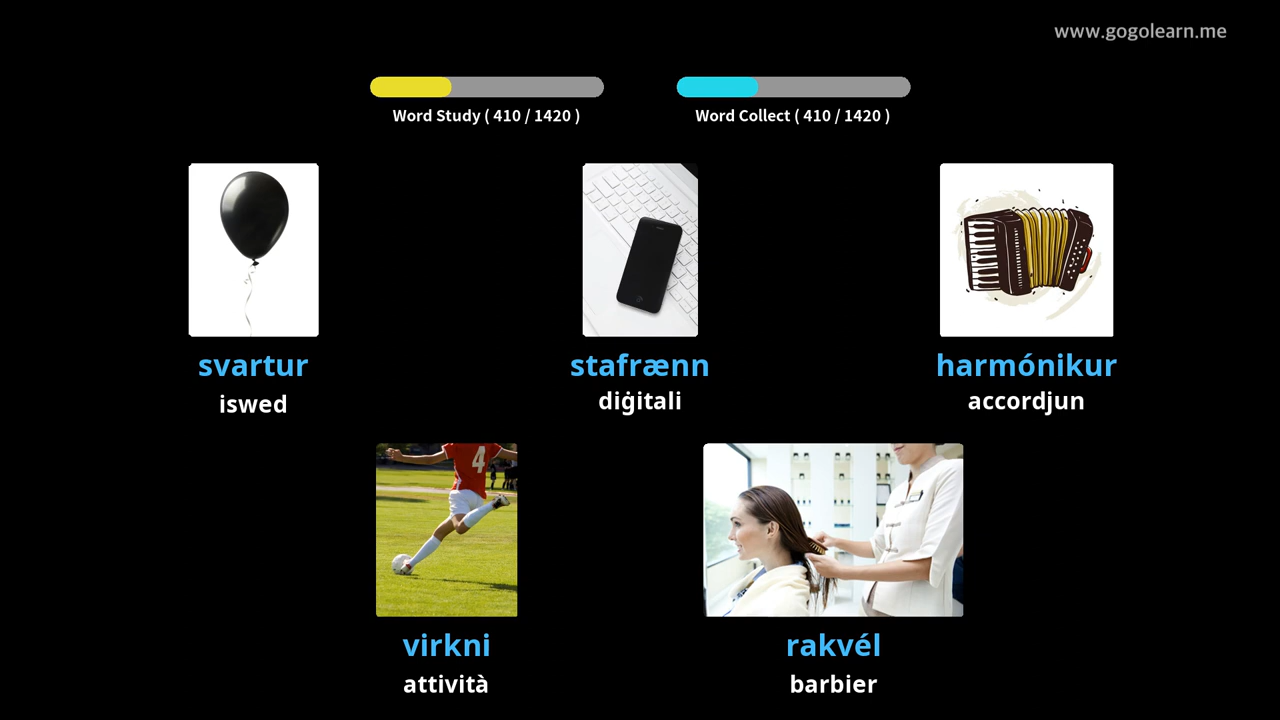 www.gogolearn.me
Word Study ( 410 / 1420 )
Word Collect ( 410 / 1420 )
svartur
iswed
stafrænn
diġitali
harmónikur
accordjun
4
virkni
attività
rakvél
barbier